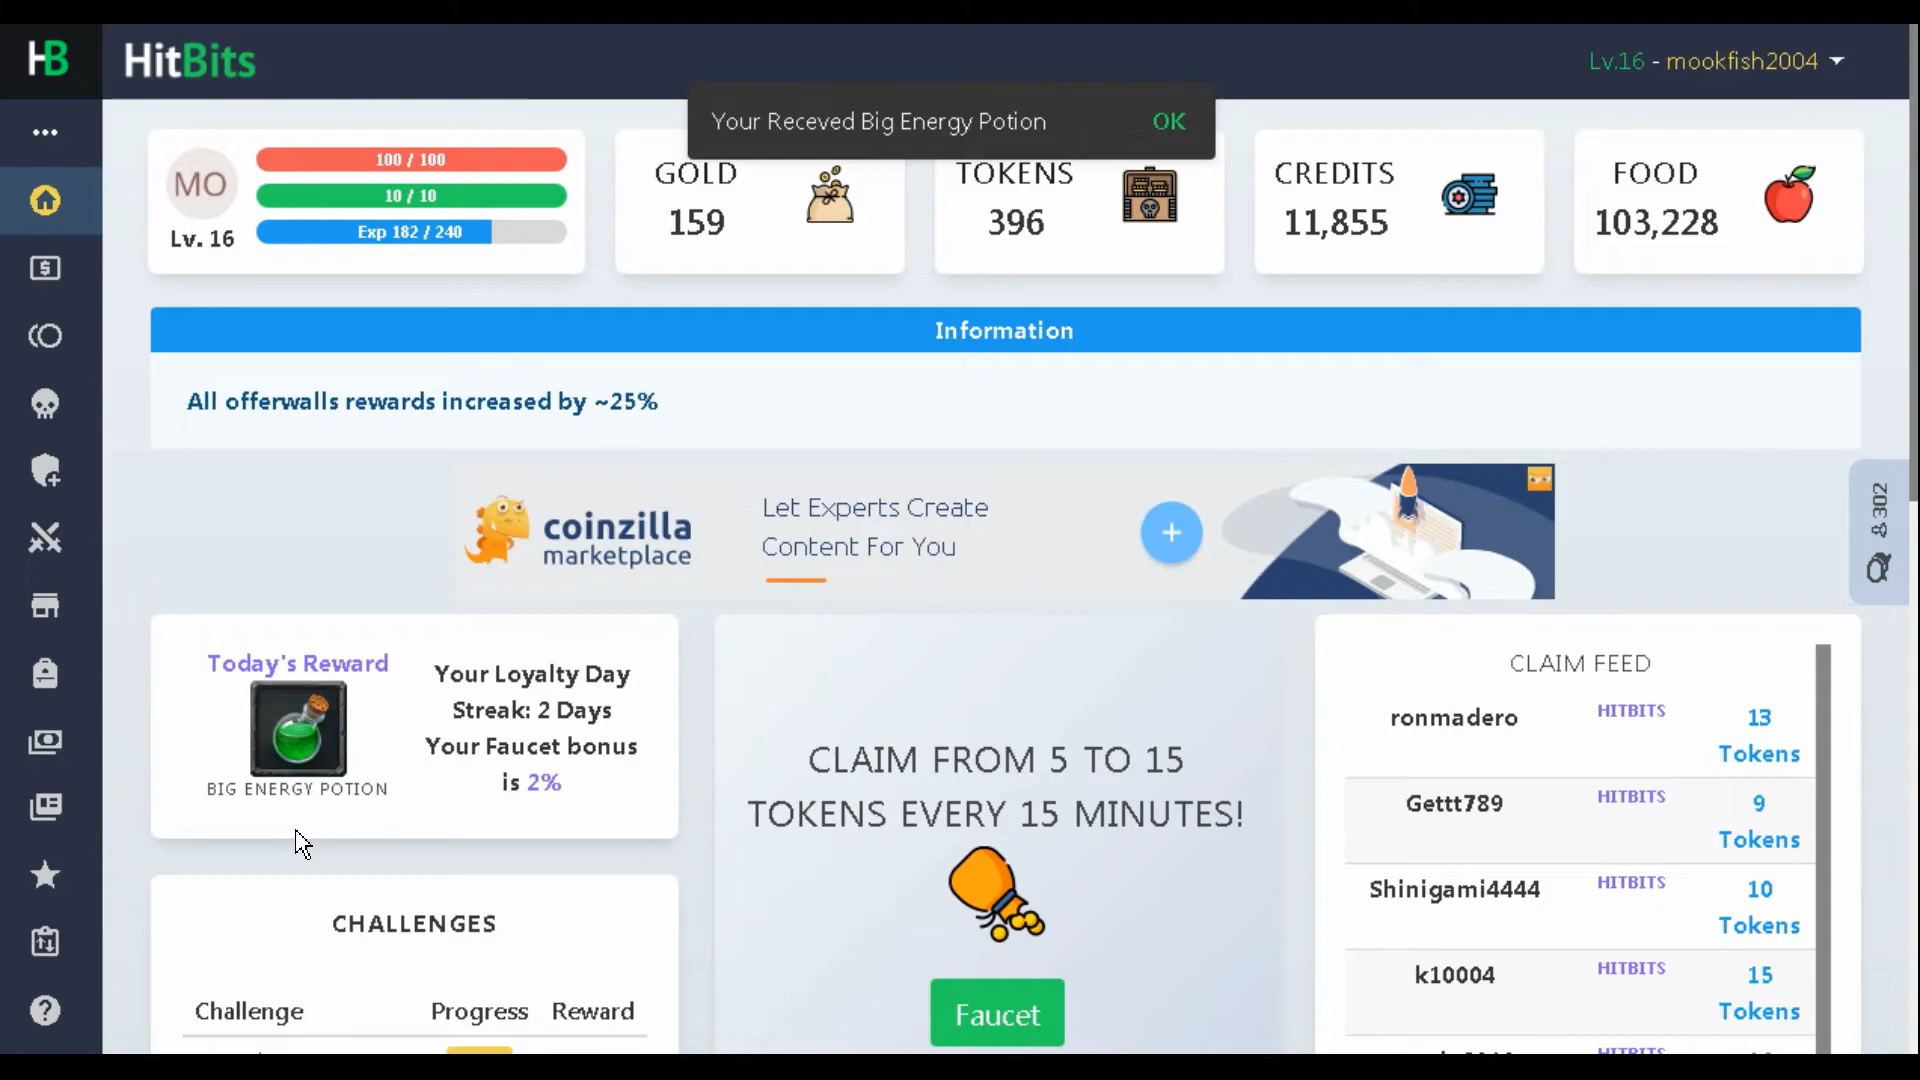 HB
HitBits
Lv.16 - mookfish2004
Your Receved Big Energy Potion OK
MO
Lv. 16
100 / 100
10 / 10
Exp 182 / 240
GOLD
159
TOKENS
396
CREDITS
11,855
FOOD
103,228
Information
All offerwalls rewards increased by ~25%
coinzilla
marketplace
Let Experts Create
Content For You
+
302
Today's Reward
BIG ENERGY POTION
Your Loyalty Day
Streak: 2 Days
Your Faucet bonus
is 2%
CHALLENGES
Challenge Progress Reward
CLAIM FROM 5 TO 15
TOKENS EVERY 15 MINUTES!
Faucet
CLAIM FEED
ronmadero HITBITS 13
Tokens
Gettt789 HITBITS 9
Tokens
Shinigami4444 HITBITS 10
Tokens
k10004 HITBITS 15
Tokens
HITBITS